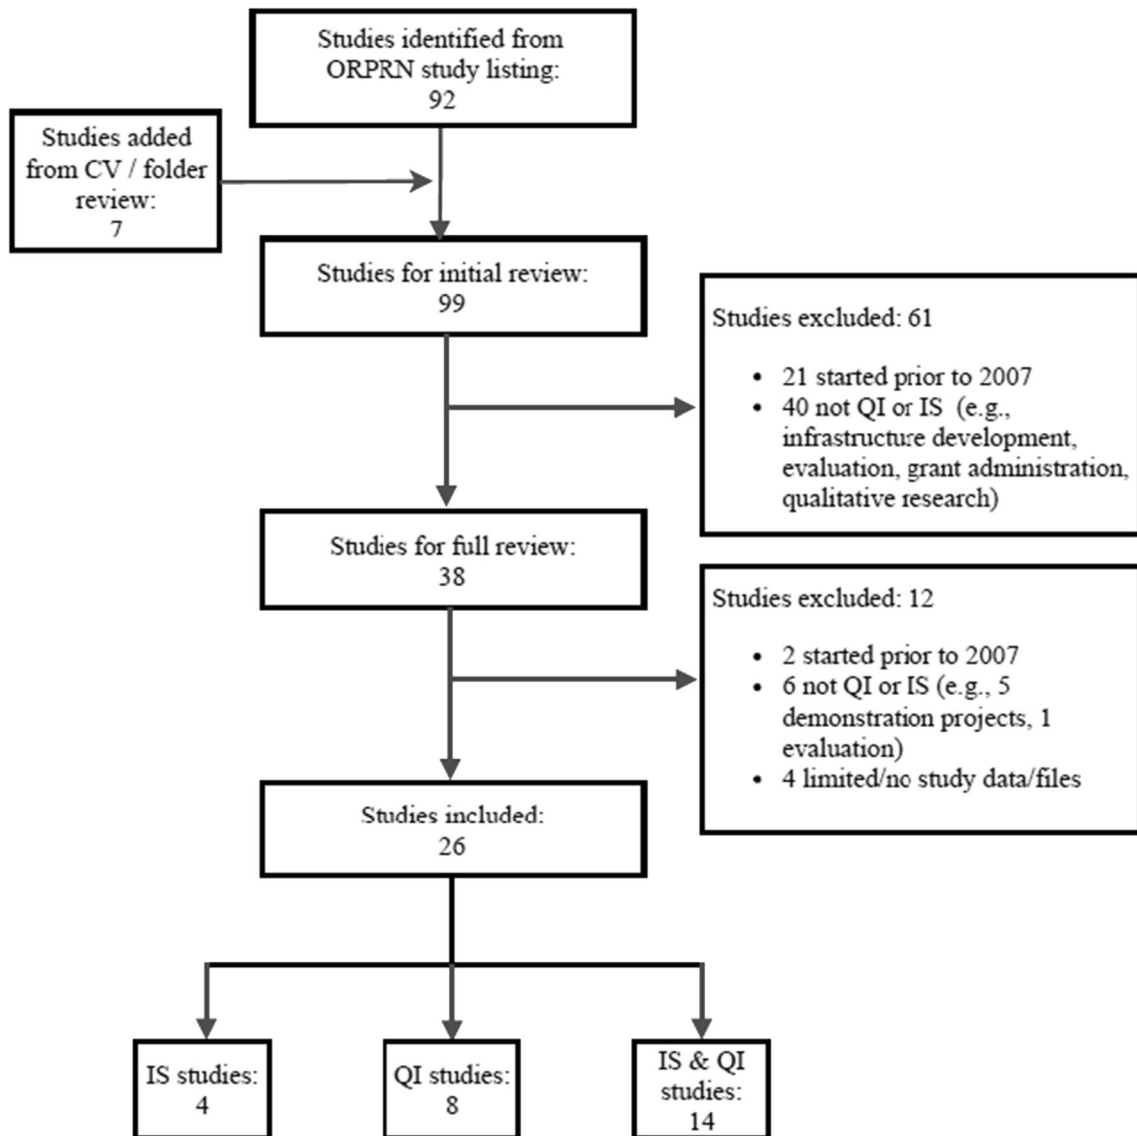 Studies identified from
ORPRN study listing:
92
Studies added
from CV / folder
review:
7
Studies for initial review:
99
Studies excluded: 61
• 21 started prior to 2007
• 40 not QI or IS (e.g.,
infrastructure development,
evaluation, grant administration,
qualitative research)
Studies for full review:
38
Studies excluded: 12
• 2 started prior to 2007
• 6 not QI or IS (e.g., 5
demonstration projects, 1
evaluation)
• 4 limited/no study data/files
Studies included:
26
IS studies:
4
QI studies:
8
IS & QI
studies:
14